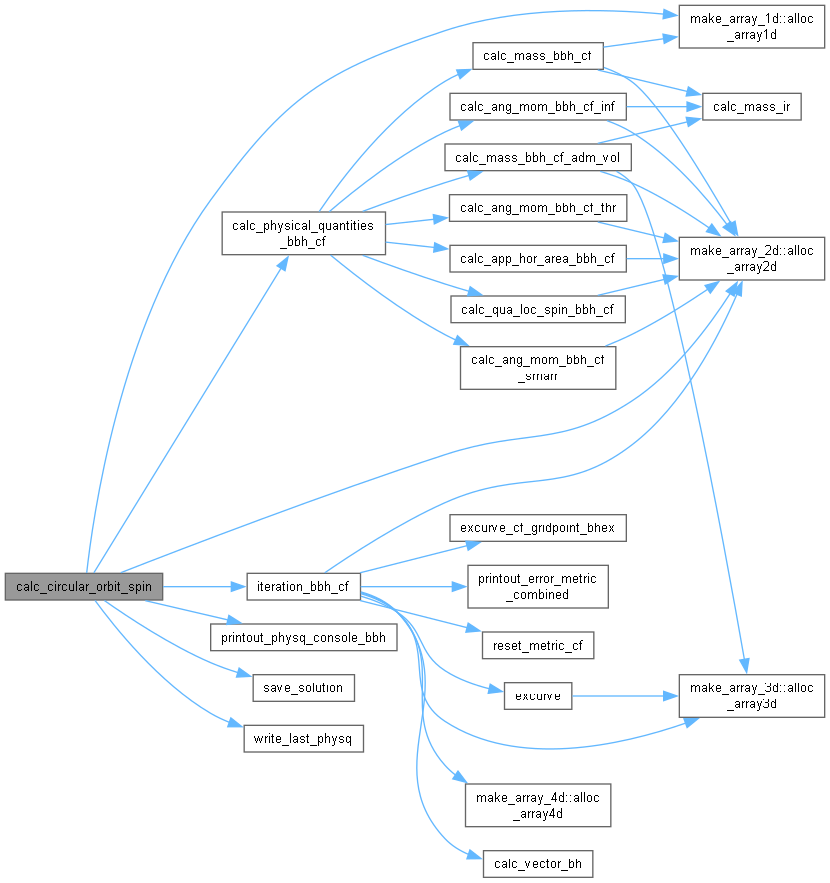 make_array_1d::alloc
_array1d
calc_mass_bbh_cf
calc_ang_mom_bbh_cf_inf
calc_mass_ir
calc_mass_bbh_cf_adm_vol
calc_ang_mom_bbh_cf_thr
calc_physical_quantities
_bbh_cf
make_array_2d::alloc
_array2d
calc_app_hor_area_bbh_cf
calc_qua_loc_spin_bbh_cf
calc_ang_mom_bbh_cf
_smarr
excurve_cf_gridpoint_bhex
calc_circular_orbit_spin
iteration_bbh_cf
printout_error_metric
_combined
printout_physq_console_bbh
reset_metric_cf
save_solution
excurve
make_array_3d::alloc
_array3d
write_last_physq
make_array_4d::alloc
_array4d
calc_vector_bh